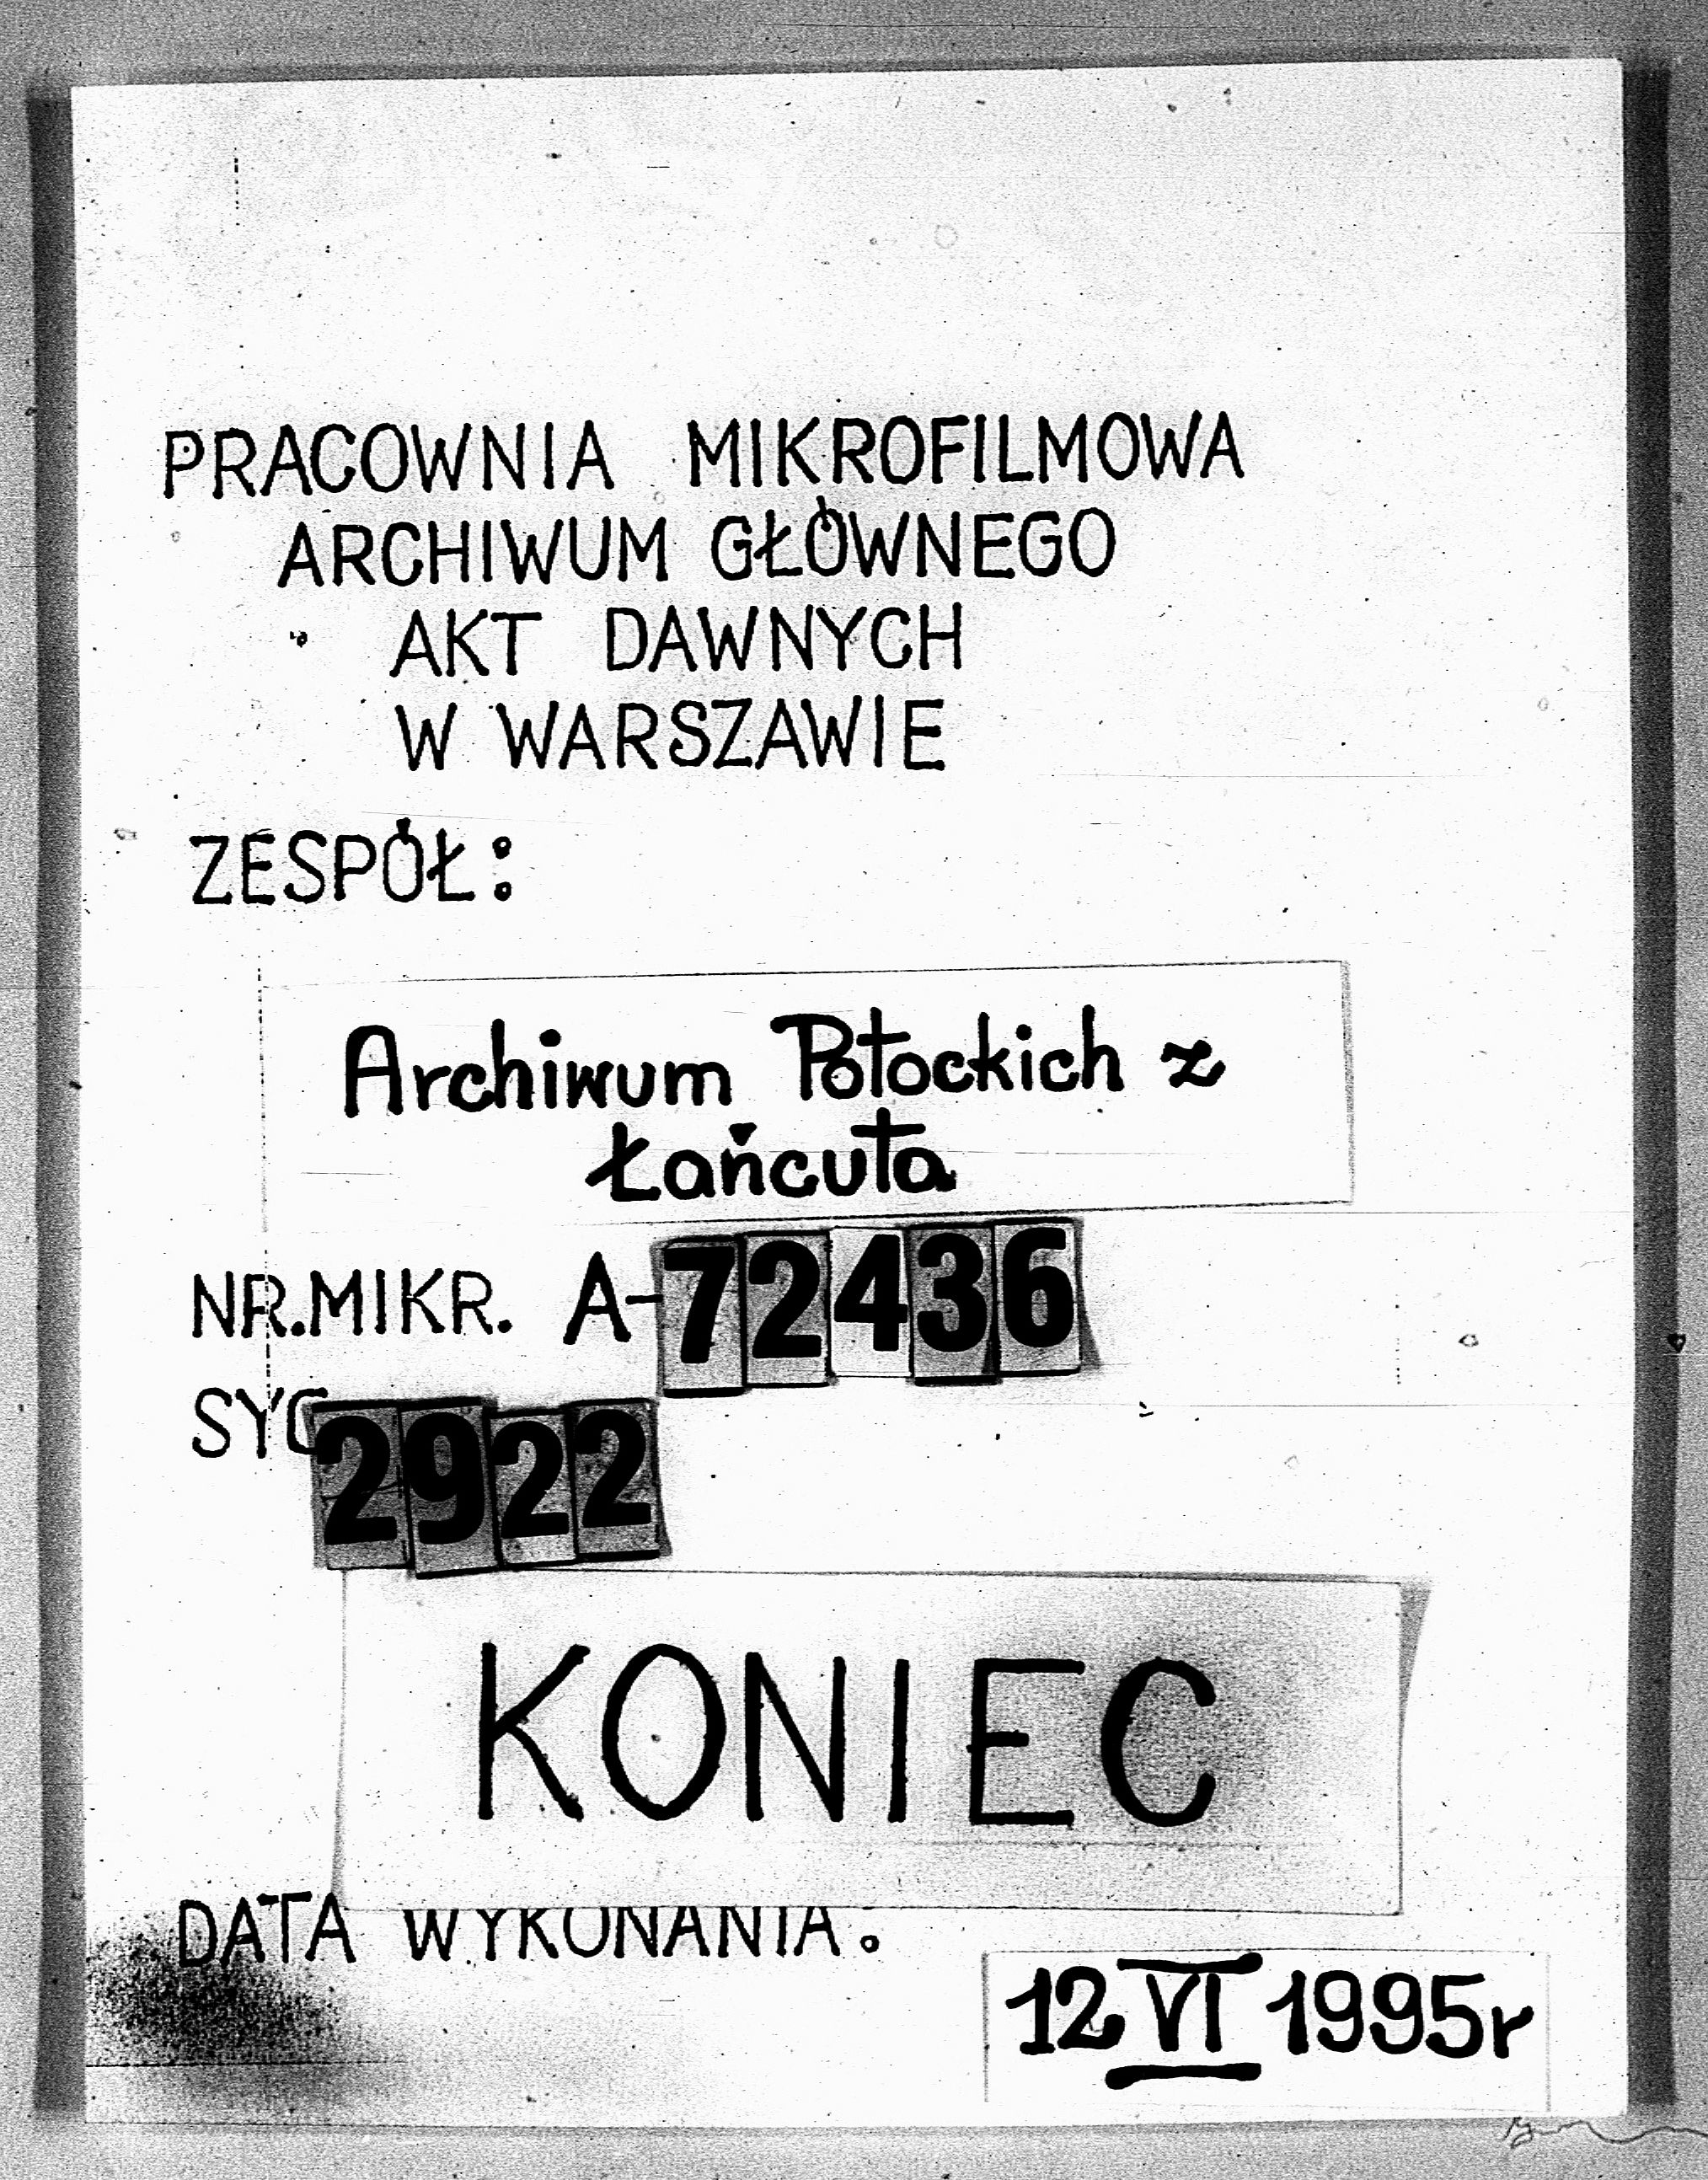 PRACOWNIA MIKROFILMOWA
ARCHIWUM GŁÓWNEGO
AKT DAWNYCH
W WARSZAWIE
ZESPÓŁ:
Archiwum Potockich z
Łańcuta
NR.MIKR. A-72436
SYG 2922
KONIEC
DATA WYKONANIA:
12 VI 1995r